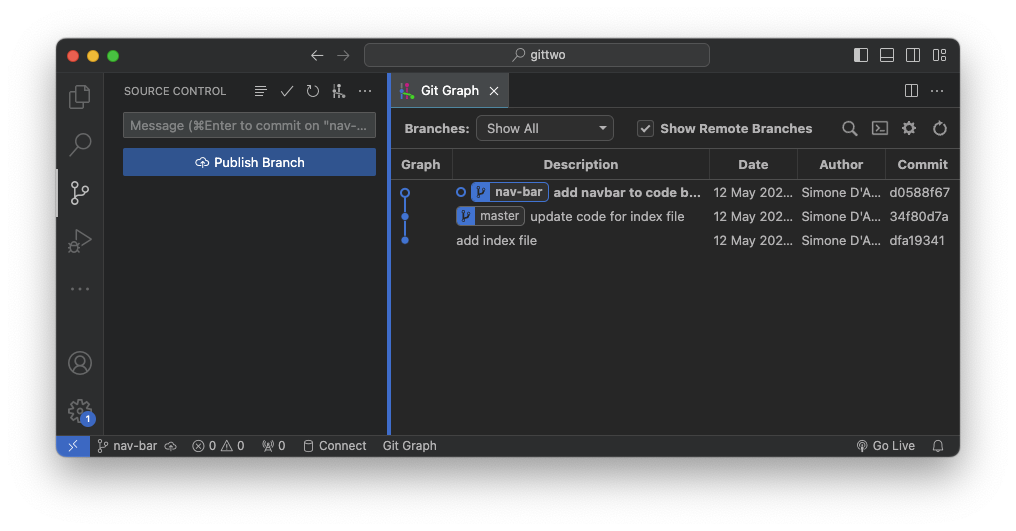 gittwo
SOURCE CONTROL
Message (⌘Enter to commit on "nav-...
Publish Branch
Git Graph
Branches: Show All Show Remote Branches
Graph Description Date Author Commit
nav-bar add navbar to code b... 12 May 202... Simone D'A... d0588f67
master update code for index file 12 May 202... Simone D'A... 34f80d7a
add index file 12 May 202... Simone D'A... dfa19341
1
nav-bar 0 0 0 Connect Git Graph Go Live